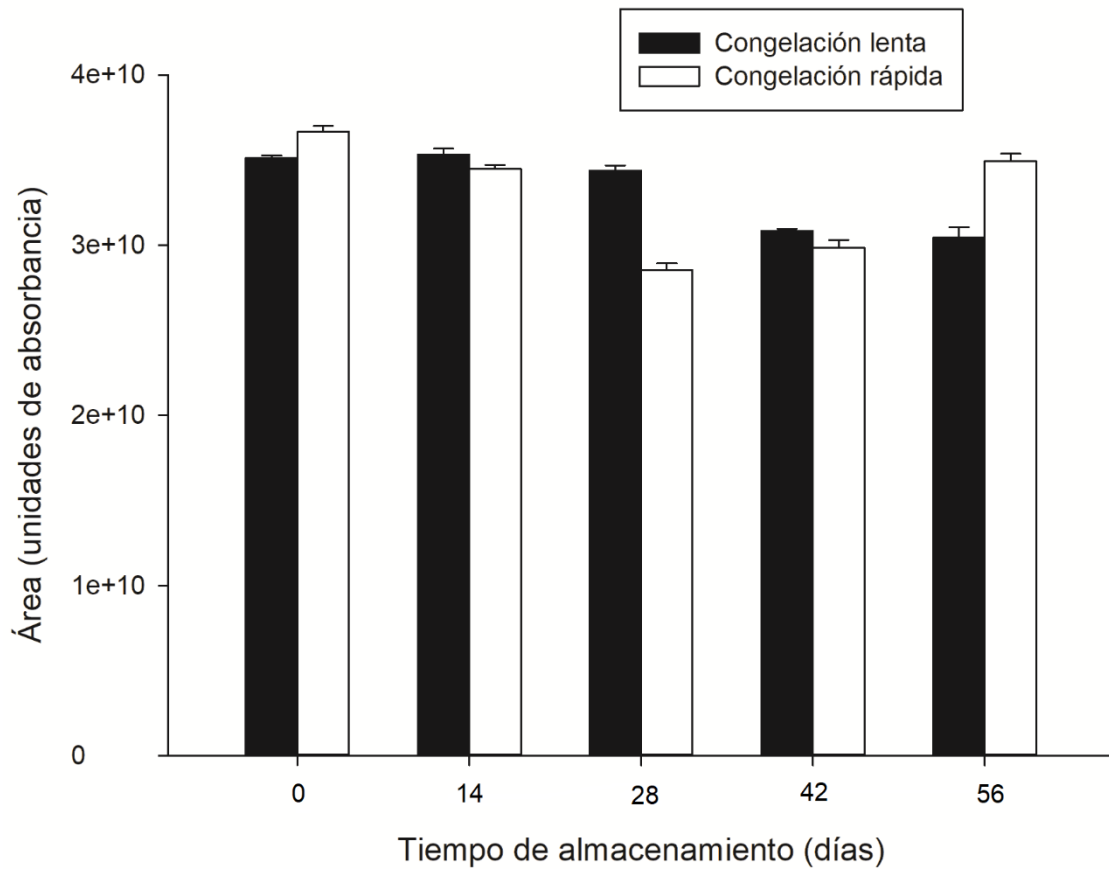 Congelación lenta
Congelación rápida
4e+10
3e+10
2e+10
1e+10
0
Área (unidades de absorbancia)
0 14 28 42 56
Tiempo de almacenamiento (días)